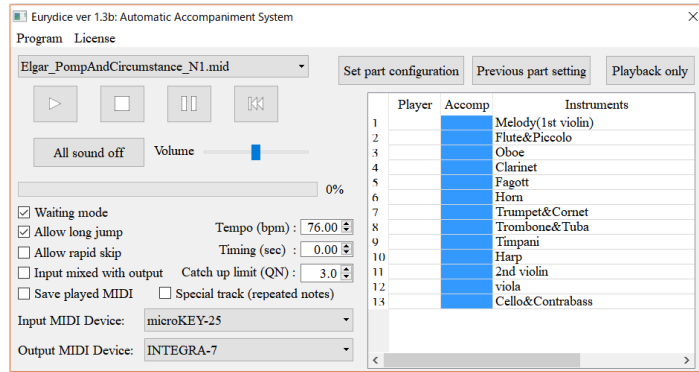 Eurydice ver 1.3b: Automatic Accompaniment System
Program License
Elgar_PompAndCircumstance_N1.mid
Set part configuration Previous part setting Playback only
All sound off Volume
0%
Waiting mode
Allow long jump Tempo (bpm) : 76.00
Allow rapid skip Timing (sec) : 0.00
Input mixed with output Catch up limit (QN) : 3.0
Save played MIDI Special track (repeated notes)
Input MIDI Device: microKEY-25
Output MIDI Device: INTEGRA-7
Player Accomp Instruments
1 Melody(1st violin)
2 Flute&Piccolo
3 Oboe
4 Clarinet
5 Fagott
6 Horn
7 Trumpet&Cornet
8 Trombone&Tuba
9 Timpani
10 Harp
11 2nd violin
12 viola
13 Cello&Contrabass